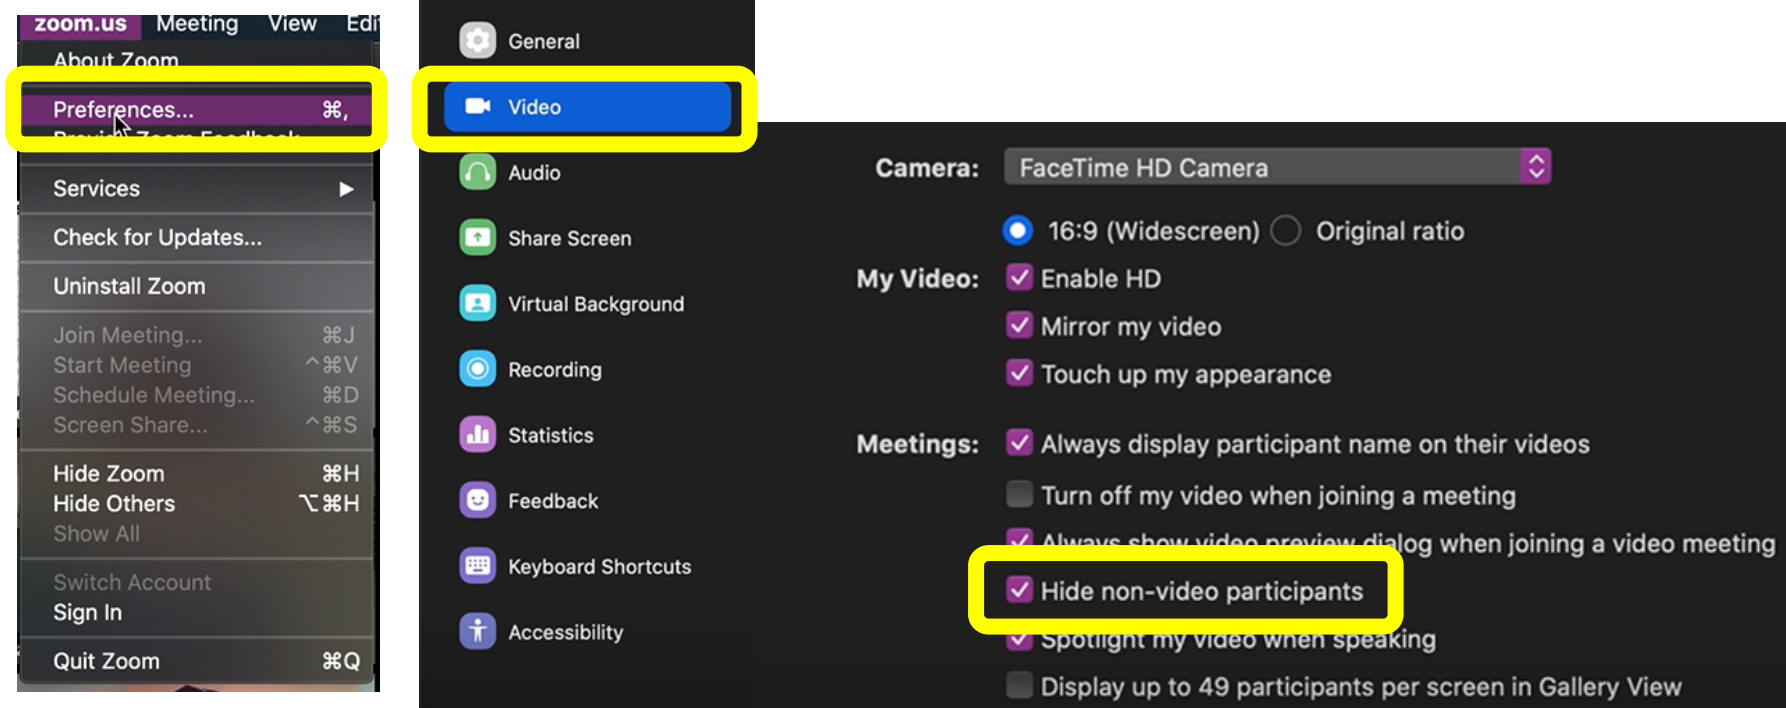 zoom.us Meeting View Edi
About Zoom
Preferences... ⌘,
Provide Zoom Feedback
Services ▶
Check for Updates...
Uninstall Zoom
Join Meeting... ⌘J
Start Meeting ^⌘V
Schedule Meeting... ⌘D
Screen Share... ^⌘S
Hide Zoom ⌘H
Hide Others ⌥⌘H
Show All
Switch Account
Sign In
Quit Zoom ⌘Q
General
Video
Audio
Share Screen
Virtual Background
Recording
Statistics
Feedback
Keyboard Shortcuts
Accessibility
Camera: FaceTime HD Camera
16:9 (Widescreen) Original ratio
My Video: Enable HD
Mirror my video
Touch up my appearance
Meetings: Always display participant name on their videos
Turn off my video when joining a meeting
Always show video preview dialog when joining a video meeting
Hide non-video participants
Spotlight my video when speaking
Display up to 49 participants per screen in Gallery View